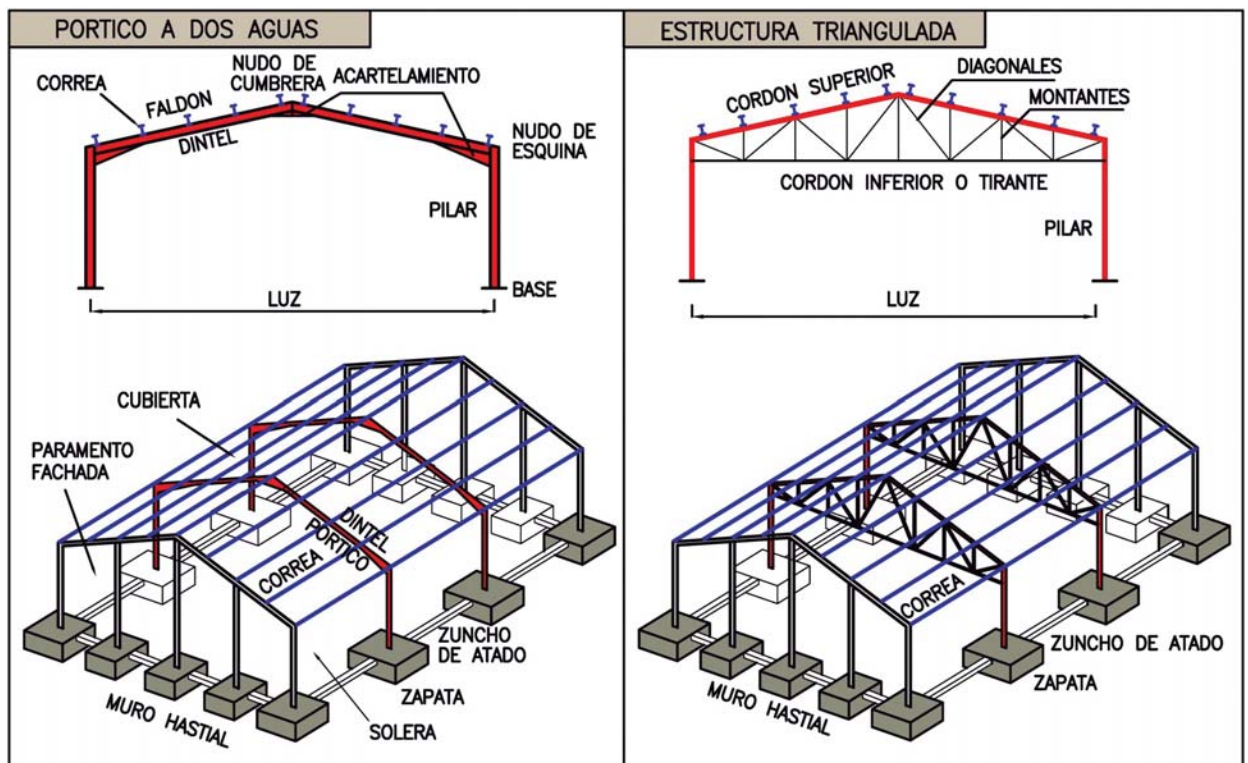 PORTICO A DOS AGUAS
CORREA
FALDON
NUDO DE
CUMBRERA
ACARTELAMIENTO
DINTEL
NUDO DE
ESQUINA
PILAR
BASE
LUZ
CUBIERTA
PARAMENTO
FACHADA
DINTEL
PORTICO
CORREA
ZUNCHO
DE ATADO
ZAPATA
MURO HASTIAL
SOLERA
ESTRUCTURA TRIANGULADA
CORDON SUPERIOR
DIAGONALES
MONTANTES
CORDON INFERIOR O TIRANTE
PILAR
LUZ
CORREA
ZUNCHO DE ATADO
ZAPATA
MURO HASTIAL